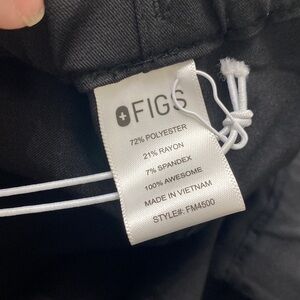 FIGS
72% POLYESTER
21% RAYON
7% SPANDEX
100% AWESOME
MADE IN VIETNAM
STYLE#: FM4500